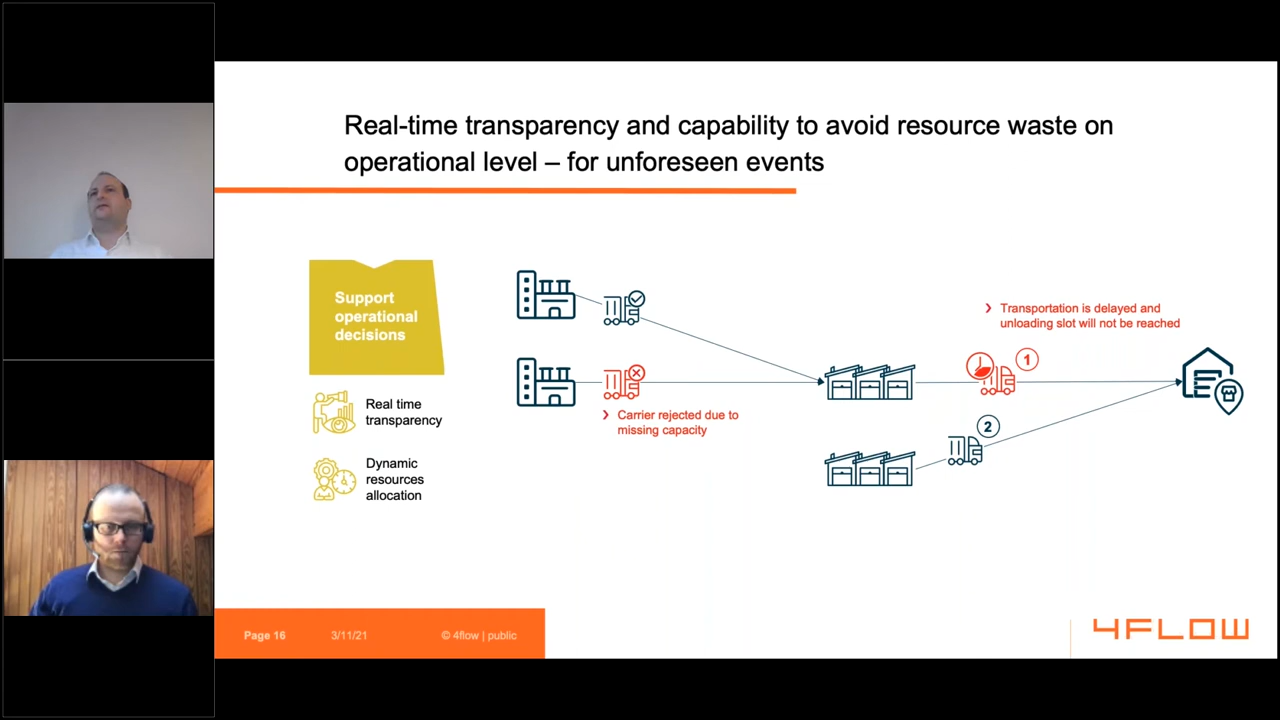 Real-time transparency and capability to avoid resource waste on
operational level – for unforeseen events
Support
operational
decisions
Real time
transparency
Dynamic
resources
allocation
❯ Carrier rejected due to
missing capacity
❯ Transportation is delayed and
unloading slot will not be reached
1
2
Page 16 3/11/21 © 4flow | public
4FLOW